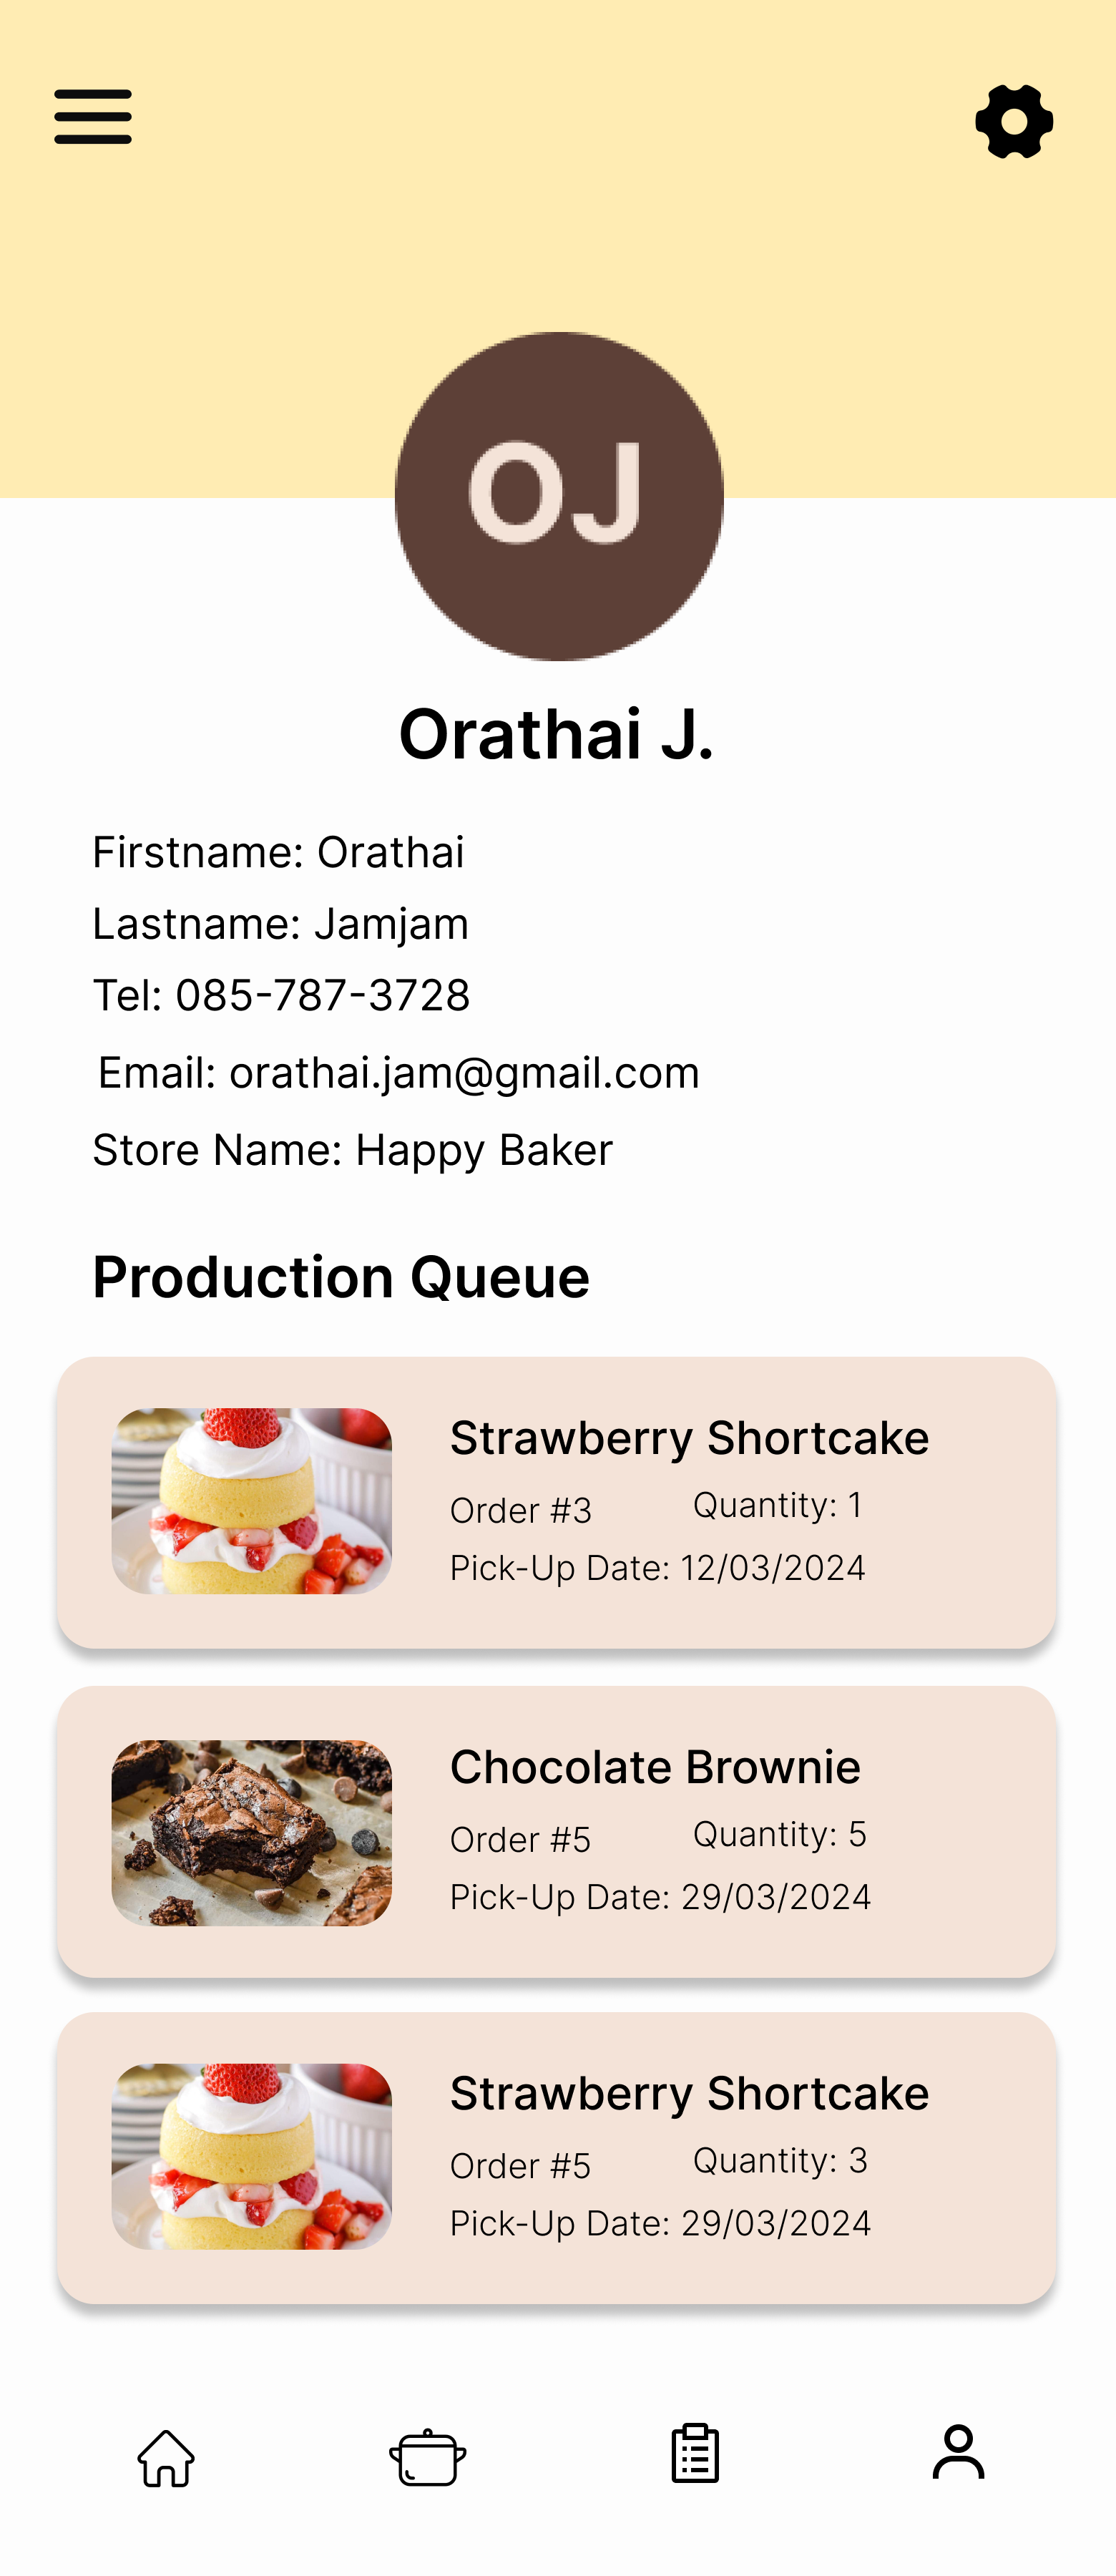 OJ
Orathai J.
Firstname: Orathai
Lastname: Jamjam
Tel: 085-787-3728
Email: orathai.jam@gmail.com
Store Name: Happy Baker
Production Queue
Strawberry Shortcake
Order #3 Quantity: 1
Pick-Up Date: 12/03/2024
Chocolate Brownie
Order #5 Quantity: 5
Pick-Up Date: 29/03/2024
Strawberry Shortcake
Order #5 Quantity: 3
Pick-Up Date: 29/03/2024